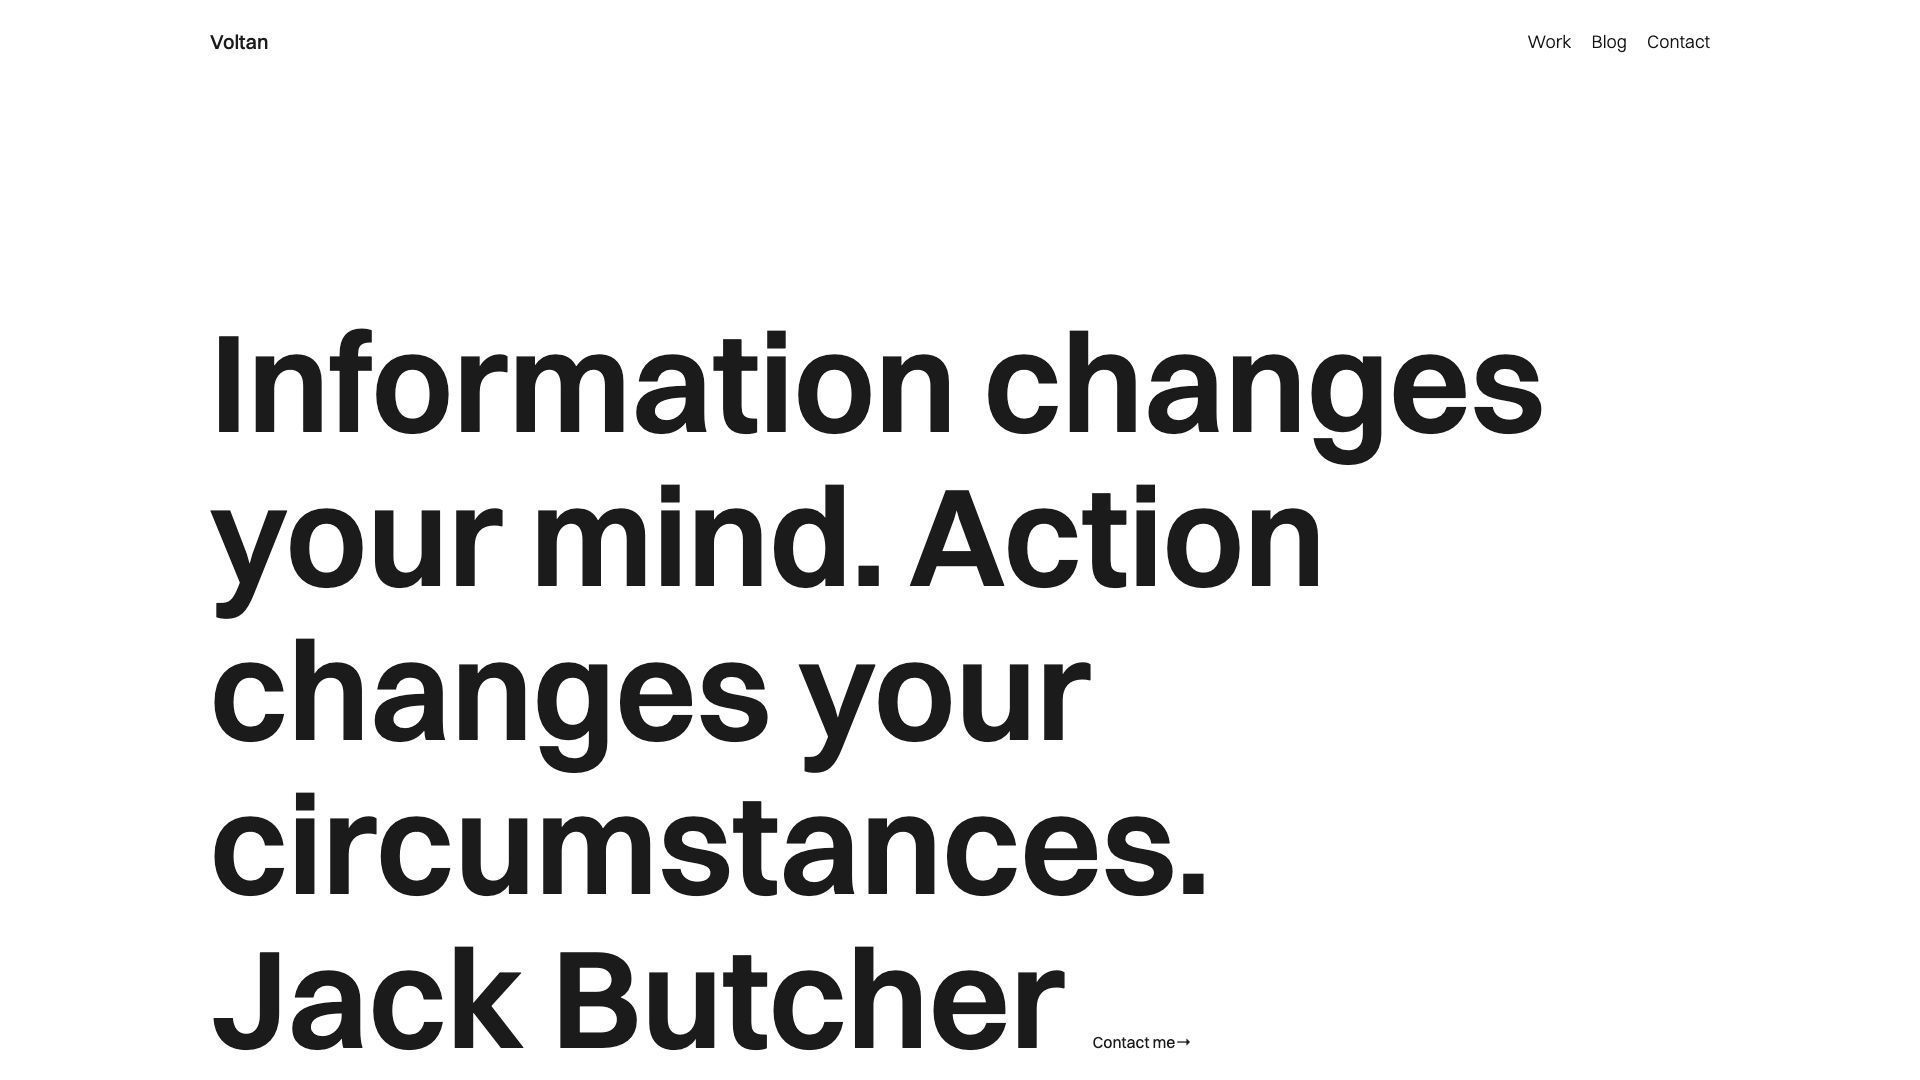 Voltan
Work Blog Contact
Information changes
your mind. Action
changes your
circumstances.
Jack Butcher
Contact me→